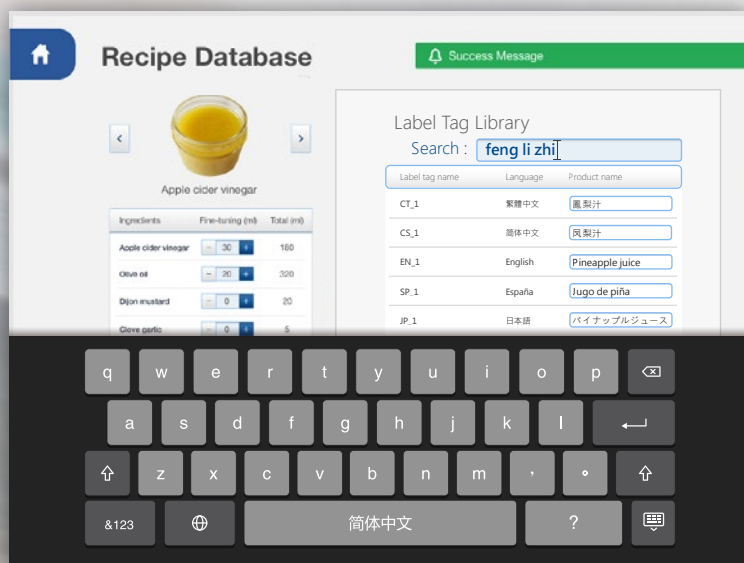 Recipe Database
Success Message
Apple cider vinegar
Ingredients Fine-tuning (ml) Total (ml)
Apple cider vinegar − 30 + 180
Olive oil − 20 + 320
Dijon mustard − 0 + 20
Clove garlic − 0 + 5
Label Tag Library
Search : feng li zhi
Label tag name Language Product name
CT_1 繁體中文 鳳梨汁
CS_1 简体中文 凤梨汁
EN_1 English Pineapple juice
SP_1 España Jugo de piña
JP_1 日本語 パイナップルジュース
q w e r t y u i o p
a s d f g h j k l
z x c v b n m , 。
&123 简体中文 ?